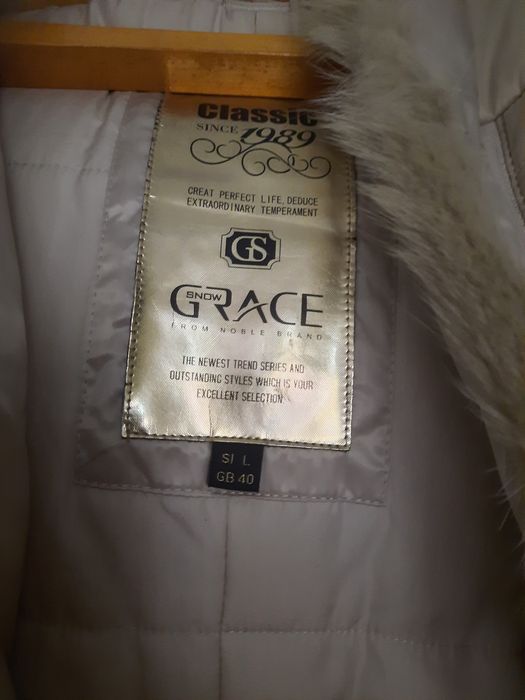 Classic
SINCE 1989
CREAT PERFECT LIFE, DEDUCE
EXTRAORDINARY TEMPERAMENT
GS
SNOW
GRACE
FROM NOBLE BRAND
THE NEWEST TREND SERIES AND
OUTSTANDING STYLES WHICH IS YOUR
EXCELLENT SELECTION
SI L
GB 40